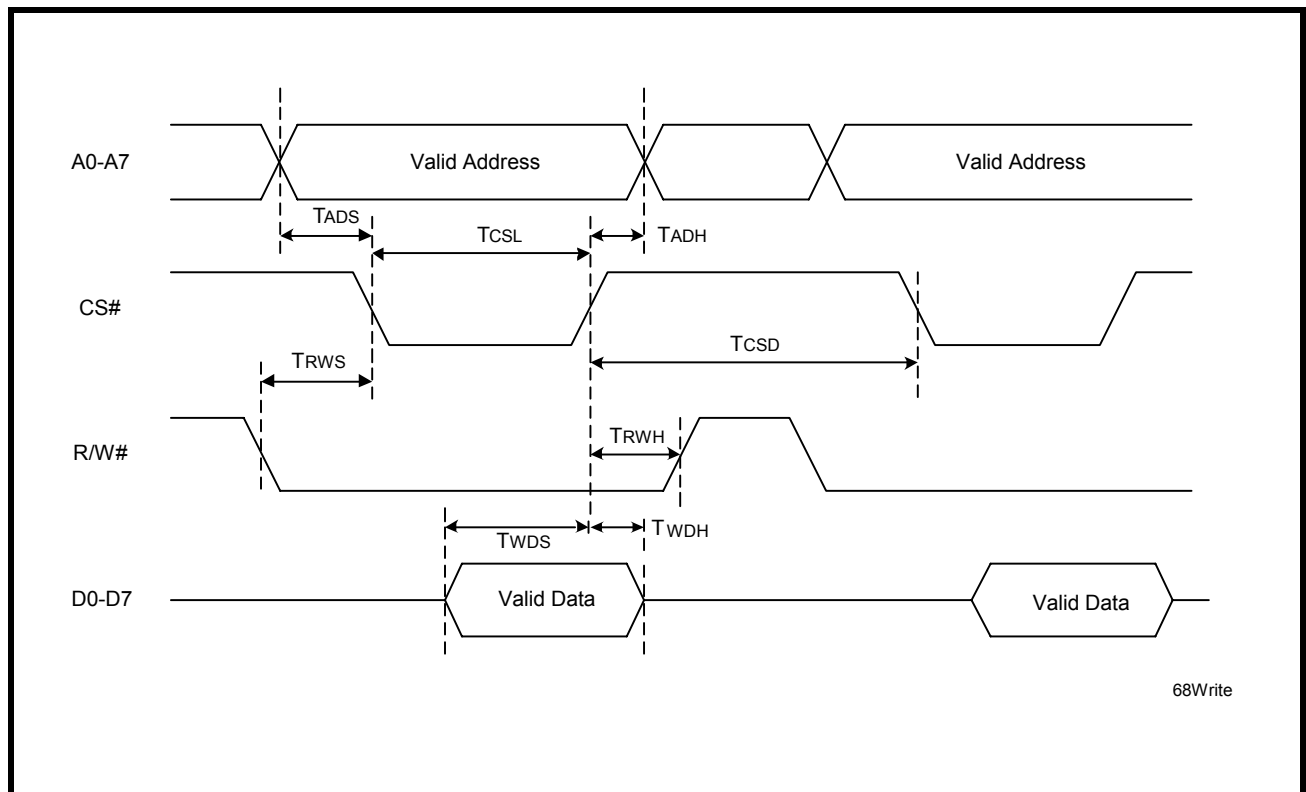 A0-A7
Valid Address
Valid Address
TADS
TCSL
TADH
CS#
TCSD
TRWS
R/W#
TRWH
TWDS
TWDH
D0-D7
Valid Data
Valid Data
68Write